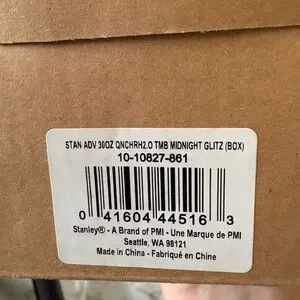 STAN ADV 30OZ QNCHRH2.O TMB MIDNIGHT GLITZ (BOX)
10-10827-861
0 41604 44516 3
Stanley® - A Brand of PMI - Une Marque de PMI
Seattle, WA 98121
Made in China - Fabriqué en Chine